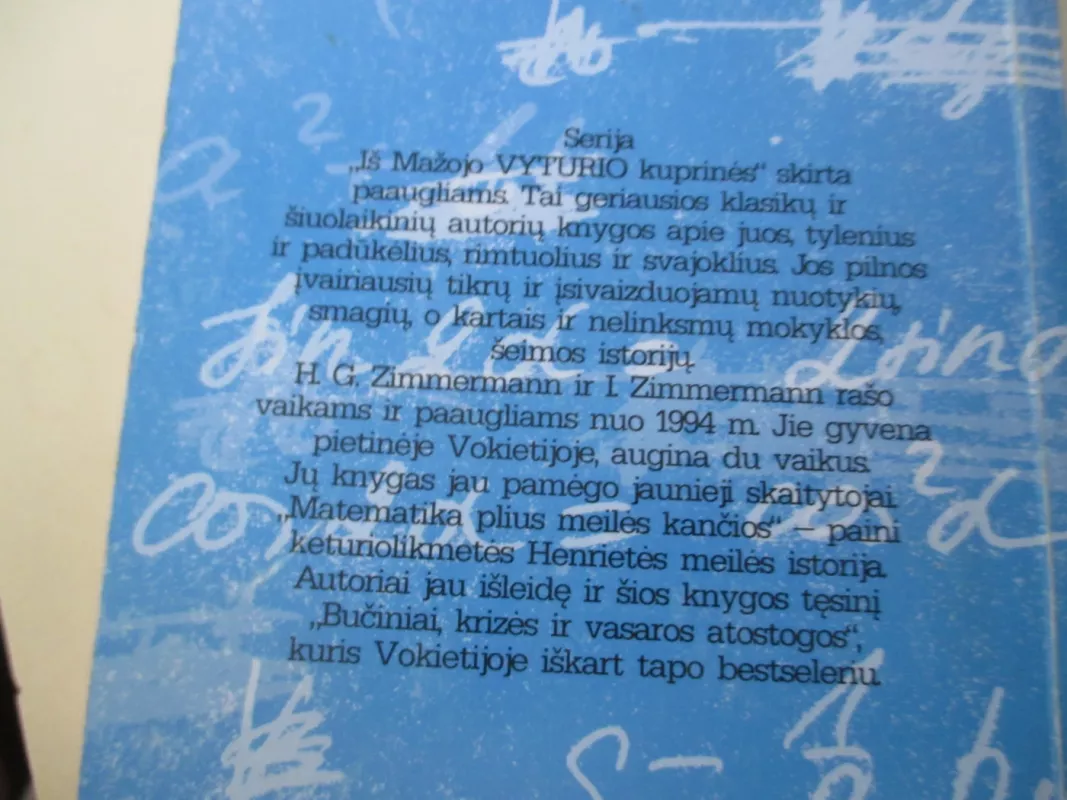 Serija
„Iš Mažojo VYTURIO kuprinės“ skirta
paaugliams. Tai geriausios klasikų ir
šiuolaikinių autorių knygos apie juos, tylenius
ir padūkėlius, rimtuolius ir svajoklius. Jos pilnos
įvairiausių tikrų ir įsivaizduojamų nuotykių,
smagių, o kartais ir nelinksmų mokyklos,
šeimos istorijų.
H. G. Zimmermann ir I. Zimmermann rašo
vaikams ir paaugliams nuo 1994 m. Jie gyvena
pietinėje Vokietijoje, augina du vaikus.
Jų knygas jau pamėgo jaunieji skaitytojai.
„Matematika plius meilės kančios“ – paini
keturiolikmetės Henrietės meilės istorija.
Autoriai jau išleidę ir šios knygos tęsinį
„Bučiniai, krizės ir vasaros atostogos“,
kuris Vokietijoje iškart tapo bestseleriu.